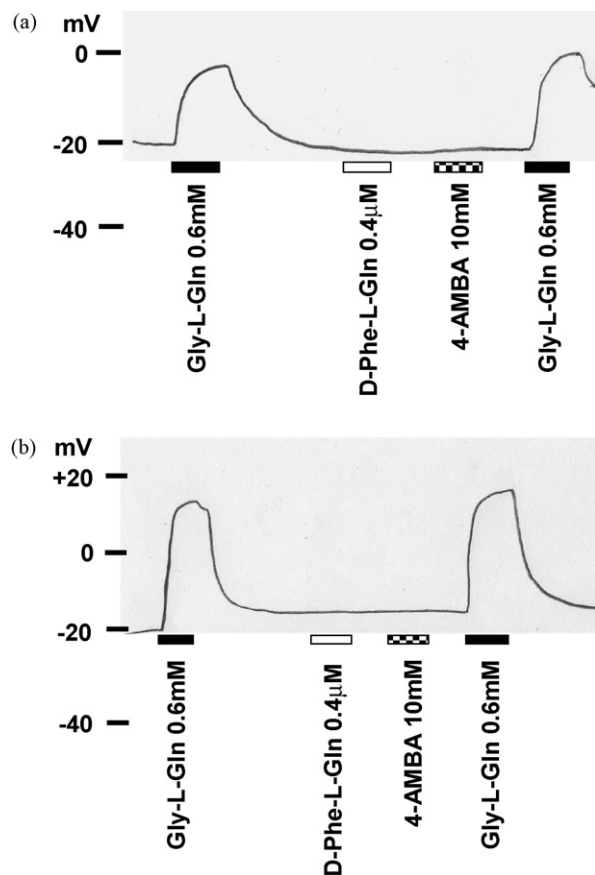 (a)
mV
0
-20
-40
Gly-L-Gln 0.6mM
D-Phe-L-Gln 0.4μM
4-AMBA 10mM
Gly-L-Gln 0.6mM
(b)
mV
+20
0
-20
-40
Gly-L-Gln 0.6mM
D-Phe-L-Gln 0.4μM
4-AMBA 10mM
Gly-L-Gln 0.6mM